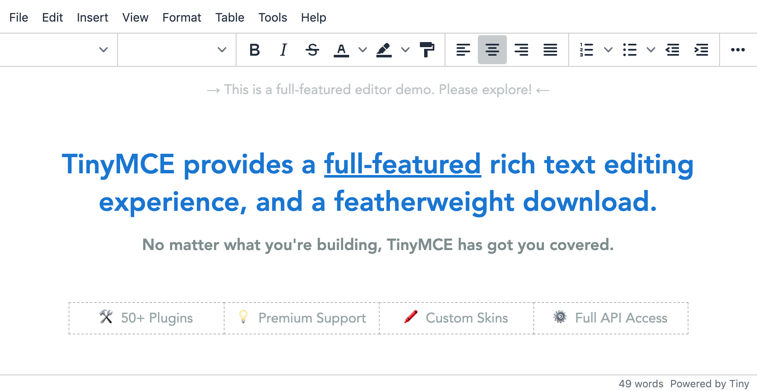 File Edit Insert View Format Table Tools Help
B I S A
→ This is a full-featured editor demo. Please explore! ←
TinyMCE provides a full-featured rich text editing
experience, and a featherweight download.
No matter what you're building, TinyMCE has got you covered.
🛠 50+ Plugins 💡 Premium Support 🖍 Custom Skins ⚙ Full API Access
49 words Powered by Tiny